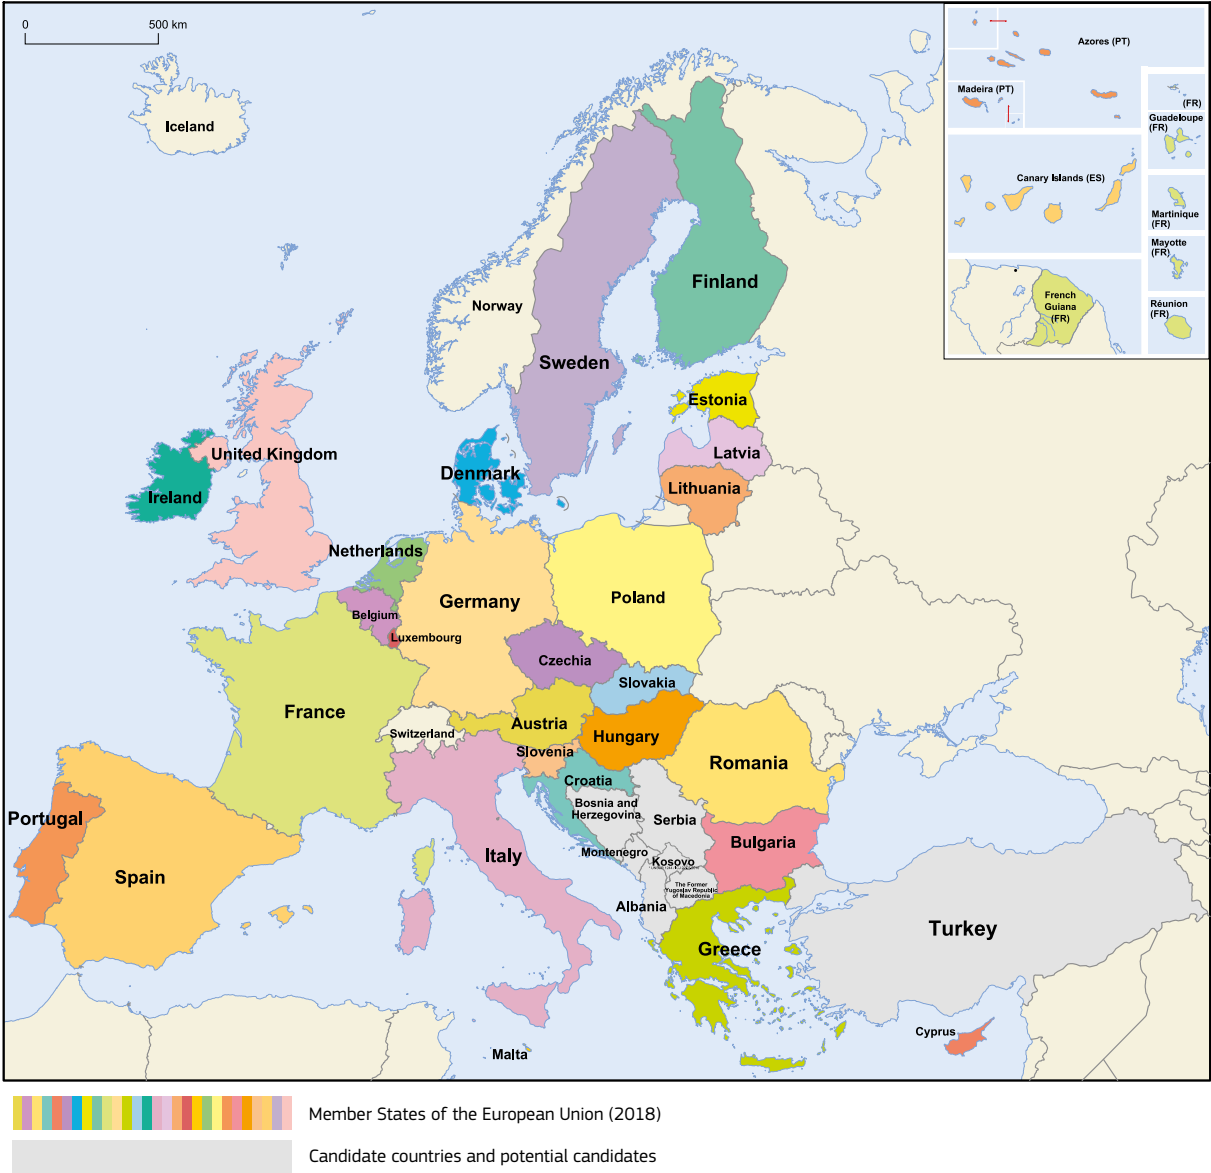 0 500 km
Azores (PT)
Madeira (PT)
(FR)
Guadeloupe
(FR)
Canary Islands (ES)
Martinique
(FR)
Mayotte
(FR)
French
Guiana
(FR)
Réunion
(FR)
Iceland
Norway
Finland
Sweden
Estonia
Latvia
Lithuania
United Kingdom
Ireland
Denmark
Netherlands
Belgium
Luxembourg
Germany
Poland
Czechia
Slovakia
France
Switzerland
Austria
Hungary
Slovenia
Croatia
Romania
Bosnia and
Herzegovina
Serbia
Portugal
Spain
Italy
Montenegro
Kosovo
Bulgaria
The Former
Yugoslav Republic
of Macedonia
Albania
Greece
Turkey
Cyprus
Malta
Member States of the European Union (2018)
Candidate countries and potential candidates